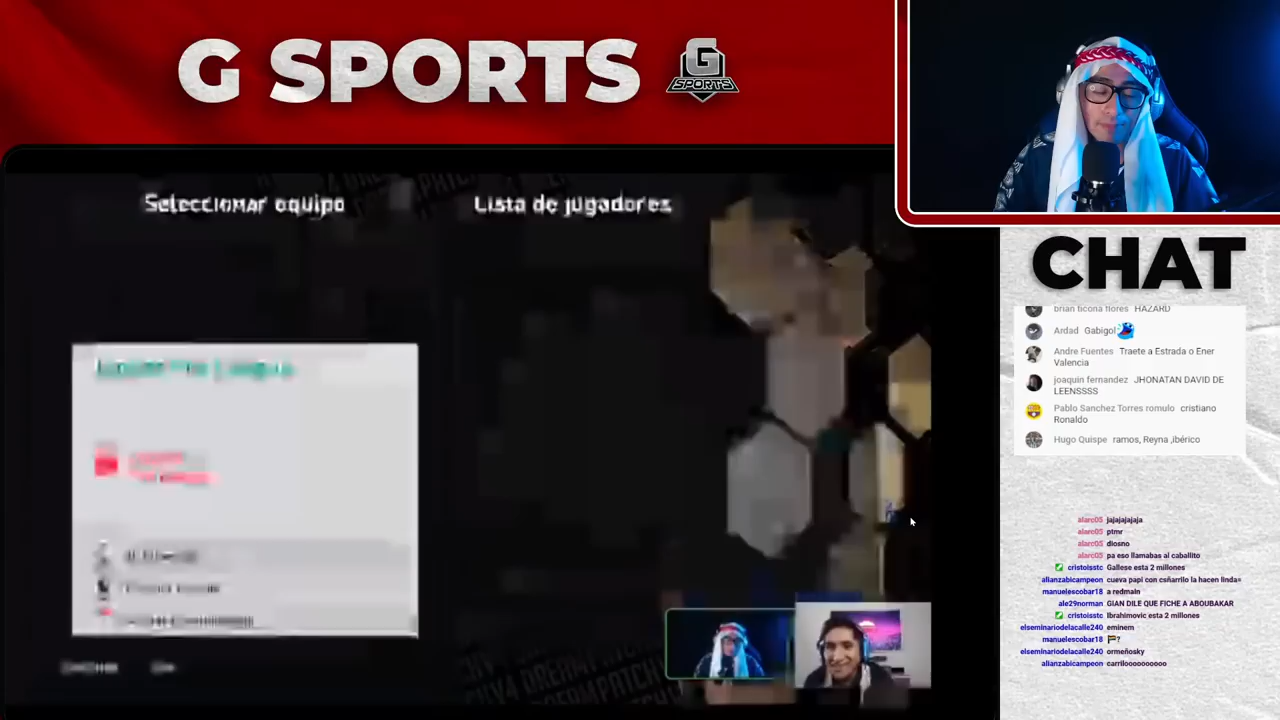 G SPORTS
G
SPORTS
Seleccionar equipo
Lista de jugadores
CHAT
brian ticona flores HAZARD
Ardad Gabigol
Andre Fuentes Traete a Estrada o Ener
Valencia
joaquin fernandez JHONATAN DAVID DE
LEENSSSS
Pablo Sanchez Torres romulo cristiano
Ronaldo
Hugo Quispe ramos, Reyna ,ibérico
alarc05 jajajajajaja
alarc05 ptmr
alarc05 diosno
alarc05 pa eso llamabas al caballito
cristoisstc Gallese esta 2 millones
alianzabicampeon cueva papi con csñarrilo la hacen linda=
manuelescobar18 a redmain
ale29norman GIAN DILE QUE FICHE A ABOUBAKAR
cristoisstc Ibrahimovic esta 2 millones
elseminariodelacalle240 eminem
manuelescobar18 ?
elseminariodelacalle240 ormeñosky
alianzabicampeon carriloooooooooo